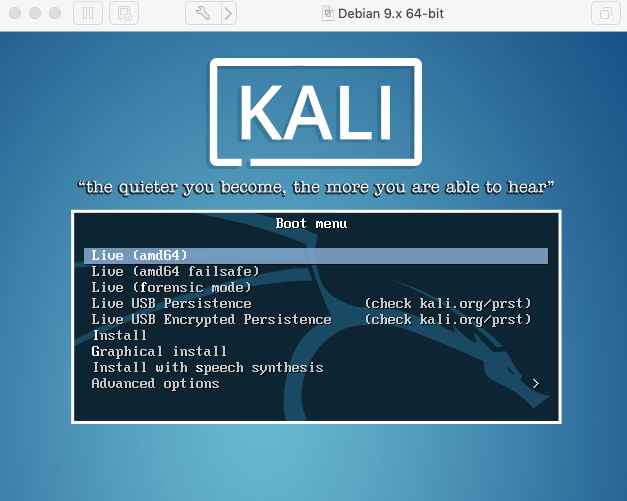 Debian 9.x 64-bit
KALI
“the quieter you become, the more you are able to hear”
Boot menu
Live (amd64)
Live (amd64 failsafe)
Live (forensic mode)
Live USB Persistence (check kali.org/prst)
Live USB Encrypted Persistence (check kali.org/prst)
Install
Graphical install
Install with speech synthesis
Advanced options >